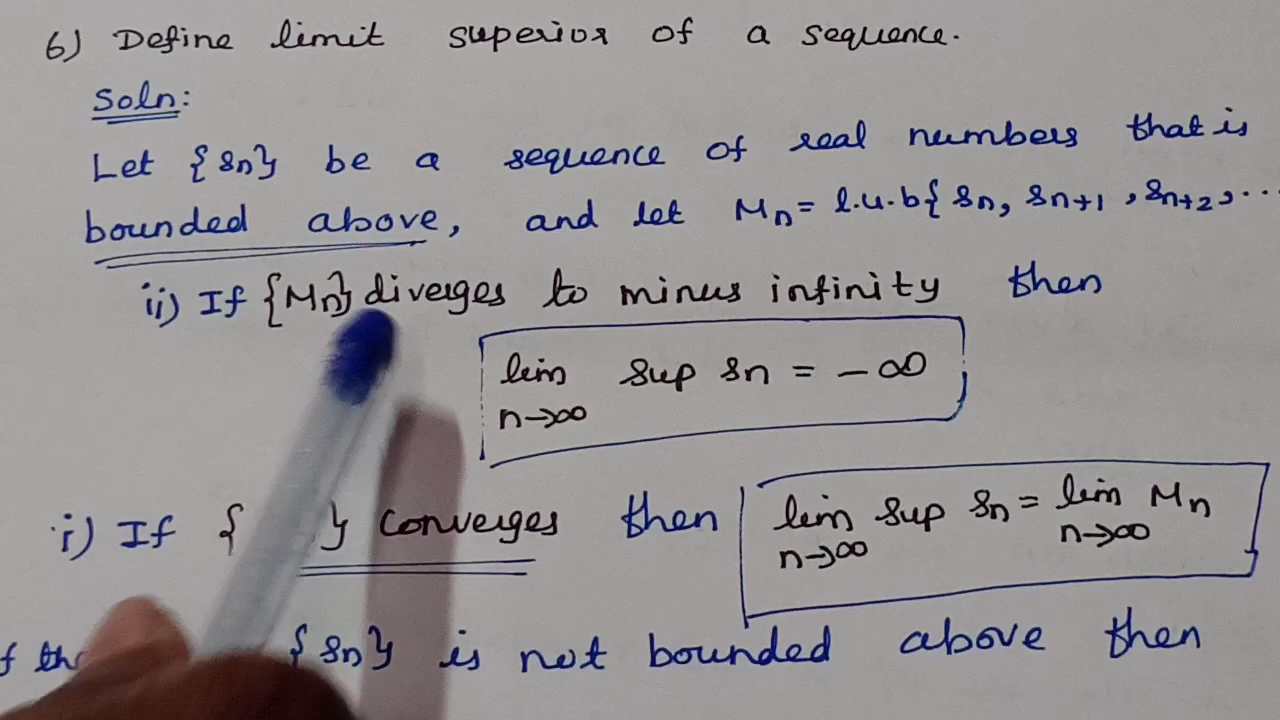 6) Define limit superior of a sequence.
Soln:
Let {Sn} be a sequence of real numbers that is
bounded above, and let Mn = l.u.b{Sn, Sn+1, Sn+2, ...
ii) If {Mn} diverges to minus infinity then
lim sup Sn = -∞
n→∞
i) If { } converges then lim sup Sn = lim Mn
n→∞ n→∞
{Sn} is not bounded above then